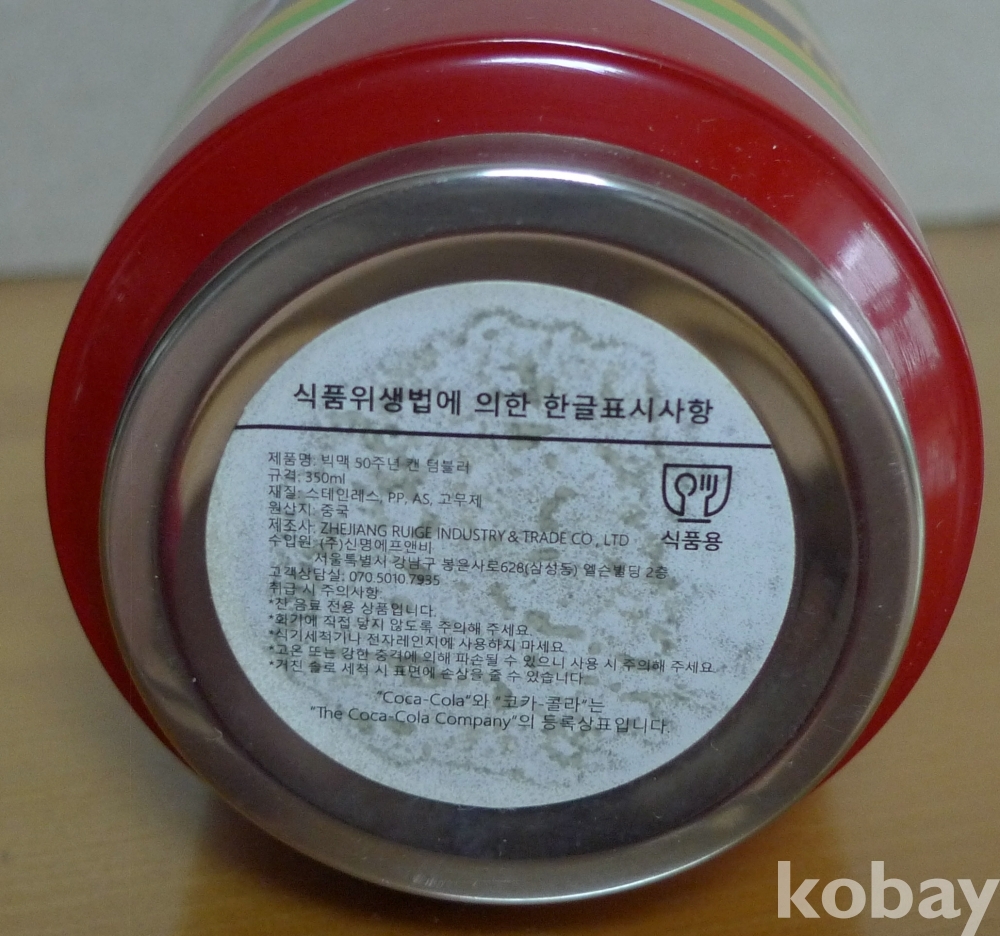 식품위생법에 의한 한글표시사항
제품명: 빅맥 50주년 캔 텀블러
규격: 350ml
재질: 스테인레스, PP, AS, 고무제
원산지: 중국
제조사: ZHEJIANG RUIGE INDUSTRY & TRADE CO., LTD
수입원: (주)신명에프앤비
서울특별시 강남구 봉은사로628(삼성동) 엘슨빌딩 2층
고객상담실: 070.5010.7935
취급 시 주의사항
*찬 음료 전용 상품입니다.
*화기에 직접 닿지 않도록 주의해 주세요.
*식기세척기나 전자레인지에 사용하지 마세요
*고온 또는 강한 충격에 의해 파손될 수 있으니 사용 시 주의해 주세요.
*거친 솔로 세척 시 표면에 손상을 줄 수 있습니다.
식품용
"Coca-Cola"와 "코카-콜라"는
"The Coca-Cola Company"의 등록상표입니다.
kobay